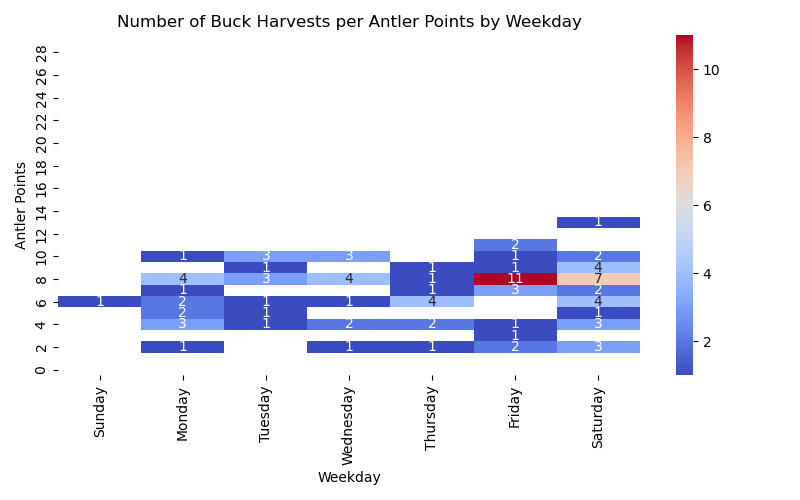 Number of Buck Harvests per Antler Points by Weekday
Antler Points
28
26
24
22
20
18
16
14
1
12
2
10
1 3 3 1 2
1 1 1 4
8
4 3 4 1 11 7
1 1 3 2
6
1 2 1 1 4 4
2 1 1
4
3 1 2 2 1 3
1
2
1 1 1 2 3
0
Sunday Monday Tuesday Wednesday Thursday Friday Saturday
Weekday
10
8
6
4
2